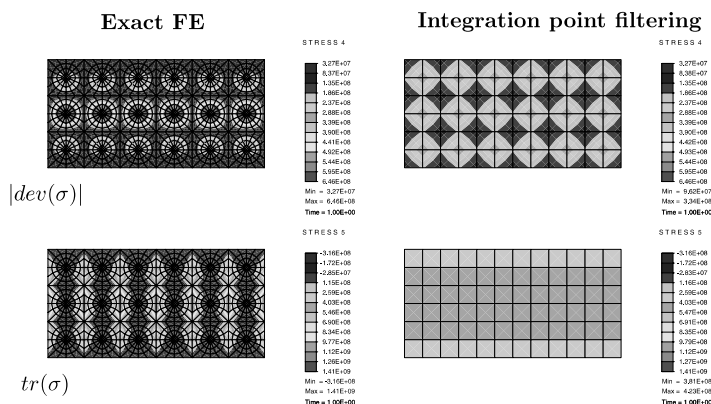 Exact FE
Integration point filtering
STRESS 4
3,27E+07
8,37E+07
1,35E+08
1,86E+08
2,37E+08
2,88E+08
3,39E+08
3,90E+08
4,41E+08
4,92E+08
5,44E+08
5,95E+08
6,46E+08
Min = 3,27E+07
Max = 6,46E+08
Time = 1,00E+00
STRESS 4
3,27E+07
8,38E+07
1,35E+08
1,86E+08
2,37E+08
2,88E+08
3,39E+08
3,90E+08
4,42E+08
4,93E+08
5,44E+08
5,95E+08
6,46E+08
Min = 9,62E+07
Max = 3,34E+08
Time = 1,00E+00
|dev(σ)|
STRESS 5
-3,16E+08
-1,72E+08
-2,85E+07
1,15E+08
2,59E+08
4,03E+08
5,46E+08
6,90E+08
8,34E+08
9,77E+08
1,12E+09
1,26E+09
1,41E+09
Min = -3,16E+08
Max = 1,41E+09
Time = 1,00E+00
STRESS 5
-3,16E+08
-1,72E+08
-2,83E+07
1,16E+08
2,59E+08
4,03E+08
5,47E+08
6,91E+08
8,35E+08
9,79E+08
1,12E+09
1,27E+09
1,41E+09
Min = 3,81E+08
Max = 4,23E+08
Time = 1,00E+00
tr(σ)